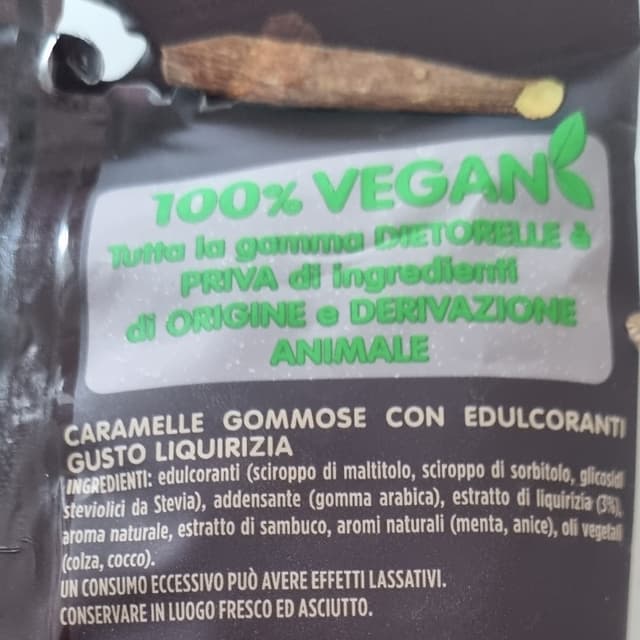 100% VEGAN
Tutta la gamma DIETORELLE è
PRIVA di ingredienti
di ORIGINE e DERIVAZIONE
ANIMALE
CARAMELLE GOMMOSE CON EDULCORANTI
GUSTO LIQUIRIZIA
INGREDIENTI: edulcoranti (sciroppo di maltitolo, sciroppo di sorbitolo, glicosidi
steviolici da Stevia), addensante (gomma arabica), estratto di liquirizia (3%),
aroma naturale, estratto di sambuco, aromi naturali (menta, anice), oli vegetali
(colza, cocco).
UN CONSUMO ECCESSIVO PUÒ AVERE EFFETTI LASSATIVI.
CONSERVARE IN LUOGO FRESCO ED ASCIUTTO.